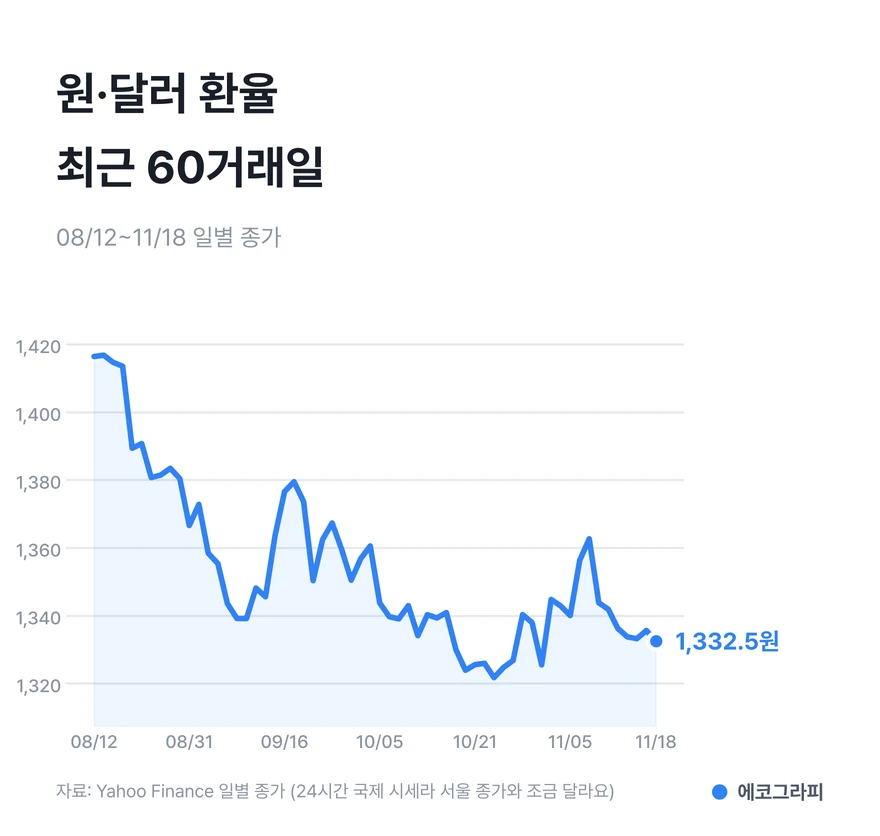 원·달러 환율
최근 60거래일
08/12~11/18 일별 종가
1,420
1,400
1,380
1,360
1,340
1,320
1,332.5원
08/12 08/31 09/16 10/05 10/21 11/05 11/18
자료: Yahoo Finance 일별 종가 (24시간 국제 시세라 서울 종가와 조금 달라요)
에코그라피